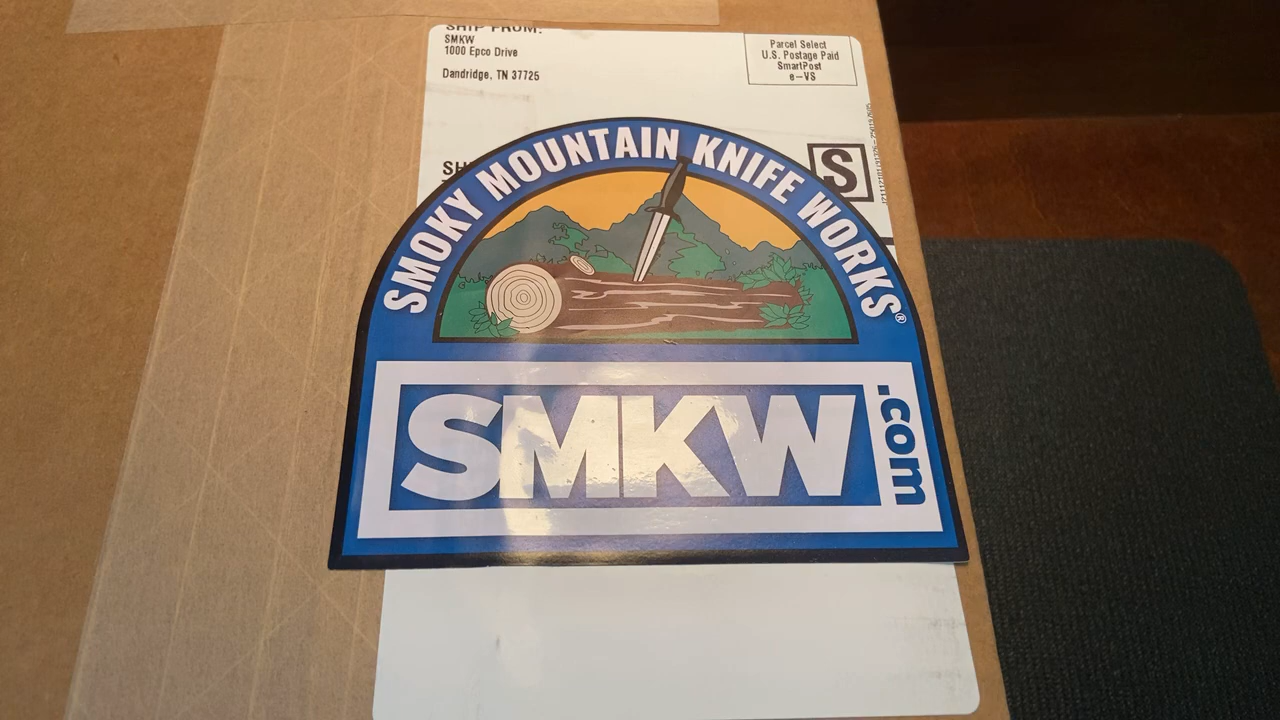 SHIP FROM:
SMKW
1000 Epco Drive
Dandridge, TN 37725
Parcel Select
U.S. Postage Paid
SmartPost
e-VS
SH
S
SMOKY MOUNTAIN KNIFE WORKS®
SMKW
.com